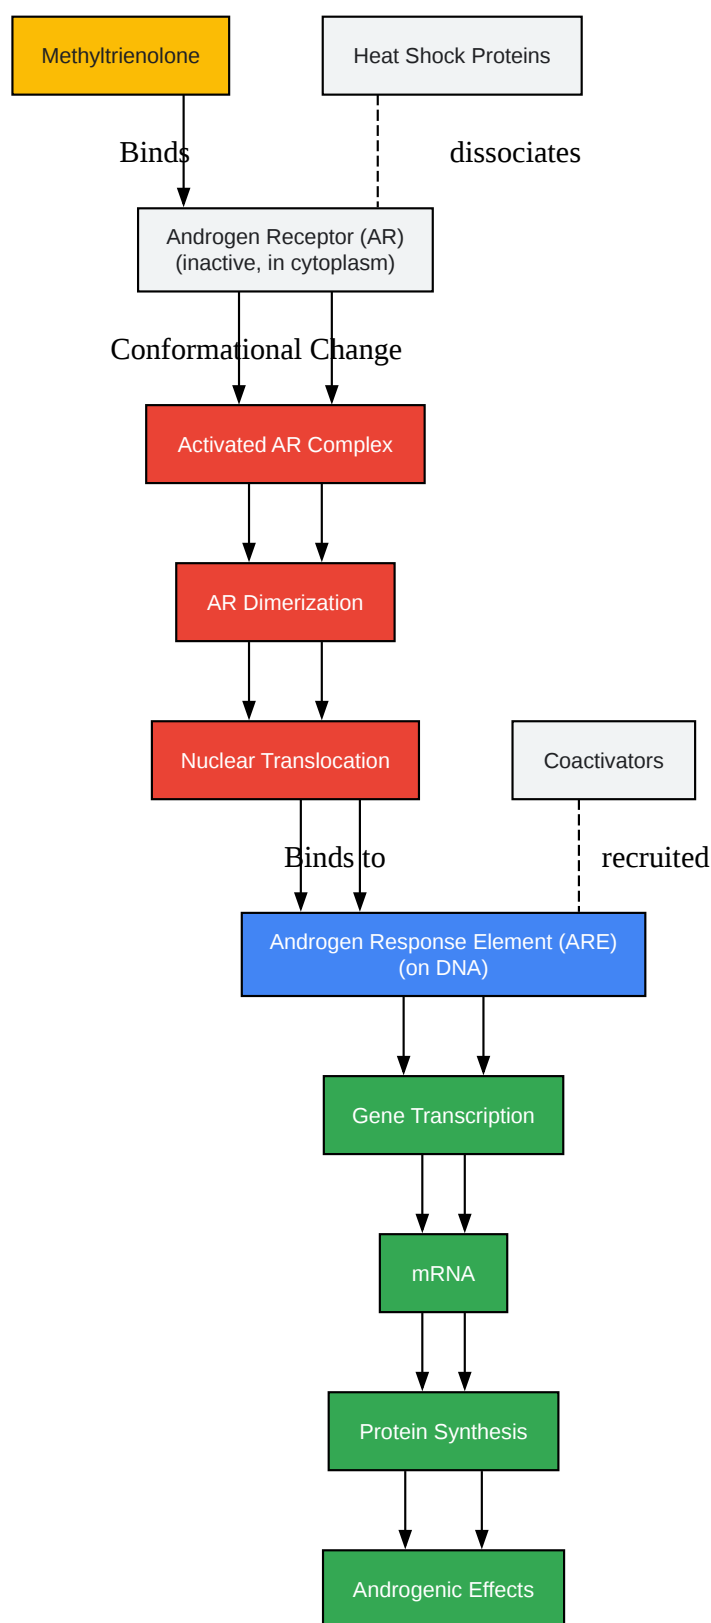 Methyltrienolone
Heat Shock Proteins
Binds
dissociates
Androgen Receptor (AR)
(inactive, in cytoplasm)
Conformational Change
Activated AR Complex
AR Dimerization
Nuclear Translocation
Coactivators
Binds to
recruited
Androgen Response Element (ARE)
(on DNA)
Gene Transcription
mRNA
Protein Synthesis
Androgenic Effects